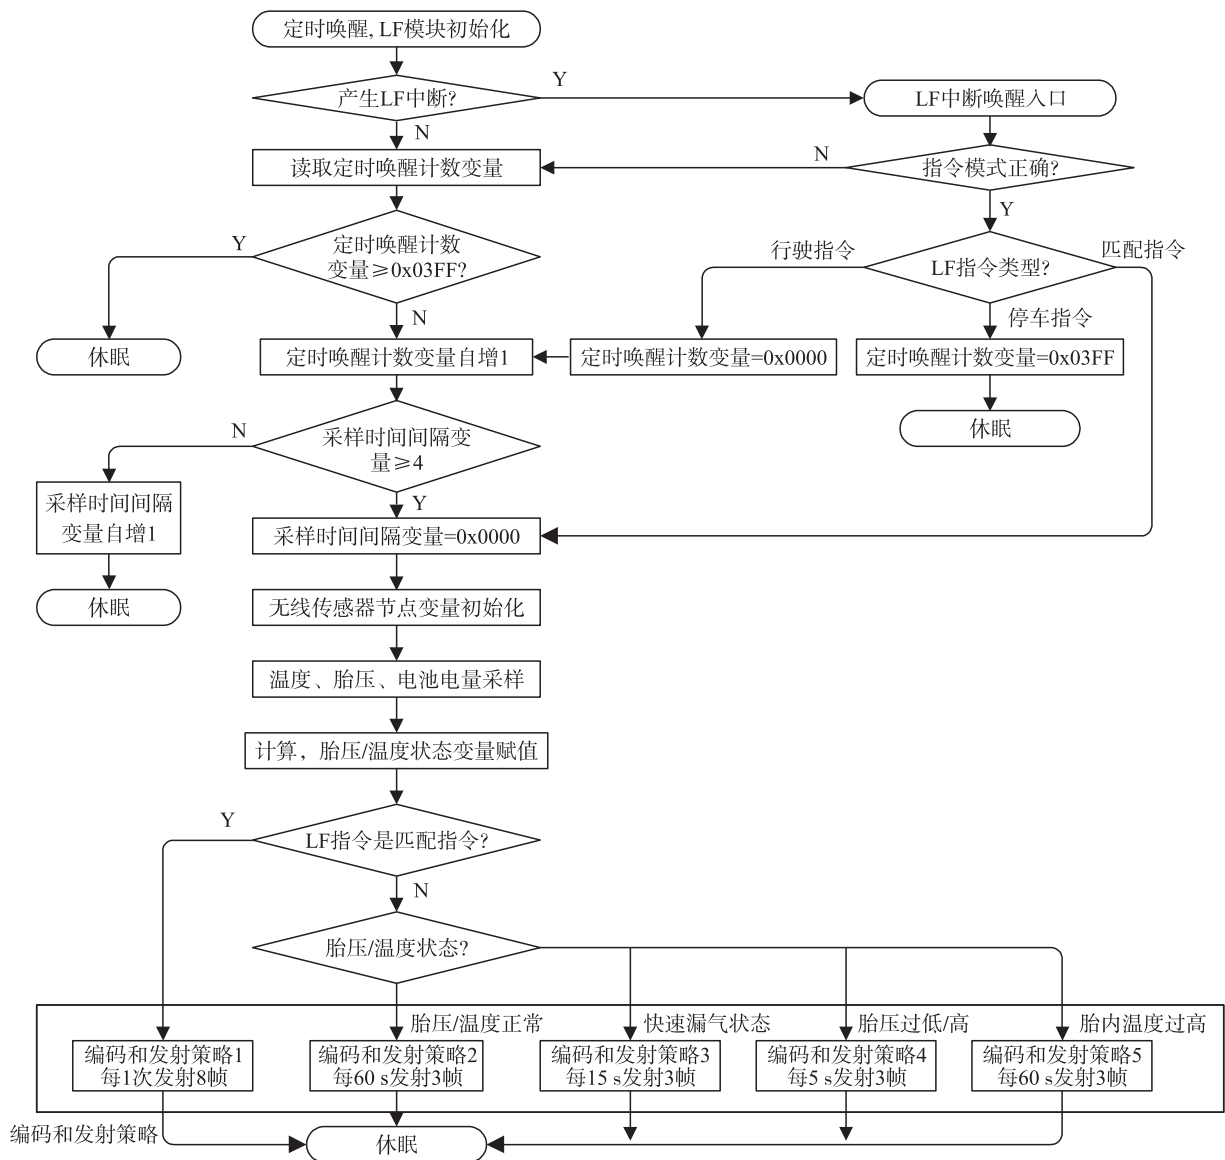 定时唤醒, LF模块初始化
Y
产生LF中断?
LF中断唤醒入口
N
读取定时唤醒计数变量
N
指令模式正确?
Y
Y
定时唤醒计数
变量≥0x03FF?
行驶指令
LF指令类型?
匹配指令
N
停车指令
休眠
定时唤醒计数变量自增1
定时唤醒计数变量=0x0000
定时唤醒计数变量=0x03FF
休眠
N
采样时间间隔变
量≥4
Y
采样时间间隔
变量自增1
采样时间间隔变量=0x0000
休眠
无线传感器节点变量初始化
温度、胎压、电池电量采样
计算，胎压/温度状态变量赋值
Y
LF指令是匹配指令?
N
胎压/温度状态?
胎压/温度正常
快速漏气状态
胎压过低/高
胎内温度过高
编码和发射策略1
每1次发射8帧
编码和发射策略2
每60 s发射3帧
编码和发射策略3
每15 s发射3帧
编码和发射策略4
每5 s发射3帧
编码和发射策略5
每60 s发射3帧
编码和发射策略
休眠